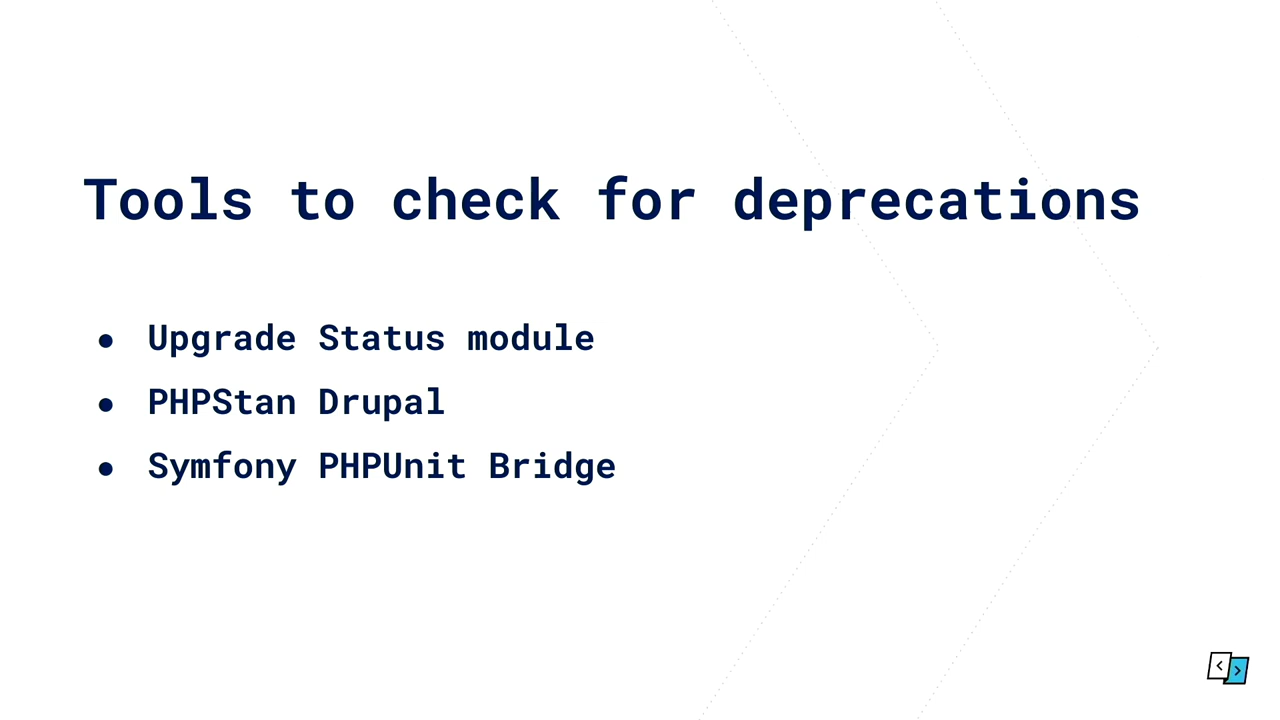 Tools to check for deprecations
● Upgrade Status module
● PHPStan Drupal
● Symfony PHPUnit Bridge